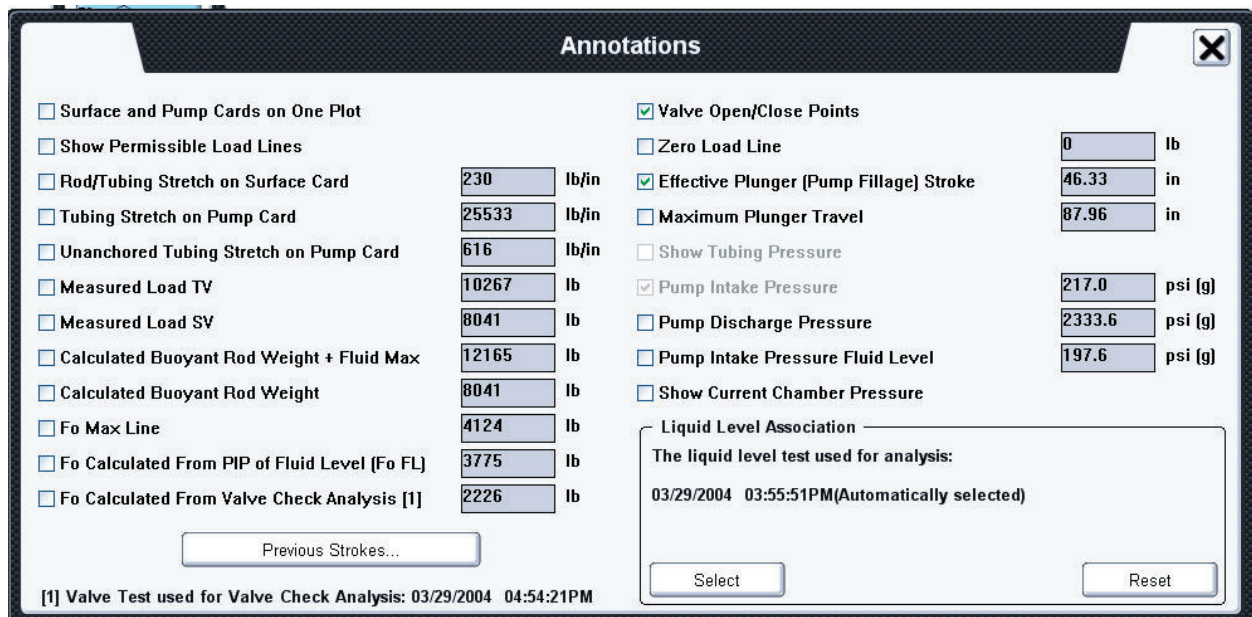 Annotations
Surface and Pump Cards on One Plot
Show Permissible Load Lines
Rod/Tubing Stretch on Surface Card 230 lb/in
Tubing Stretch on Pump Card 25533 lb/in
Unanchored Tubing Stretch on Pump Card 616 lb/in
Measured Load TV 10267 lb
Measured Load SV 8041 lb
Calculated Buoyant Rod Weight + Fluid Max 12165 lb
Calculated Buoyant Rod Weight 8041 lb
Fo Max Line 4124 lb
Fo Calculated From PIP of Fluid Level (Fo FL) 3775 lb
Fo Calculated From Valve Check Analysis [1] 2226 lb
Previous Strokes...
[1] Valve Test used for Valve Check Analysis: 03/29/2004 04:54:21PM
Valve Open/Close Points
Zero Load Line 0 lb
Effective Plunger (Pump Fillage) Stroke 46.33 in
Maximum Plunger Travel 87.96 in
Show Tubing Pressure
Pump Intake Pressure 217.0 psi (g)
Pump Discharge Pressure 2333.6 psi (g)
Pump Intake Pressure Fluid Level 197.6 psi (g)
Show Current Chamber Pressure
Liquid Level Association
The liquid level test used for analysis:
03/29/2004 03:55:51PM(Automatically selected)
Select Reset